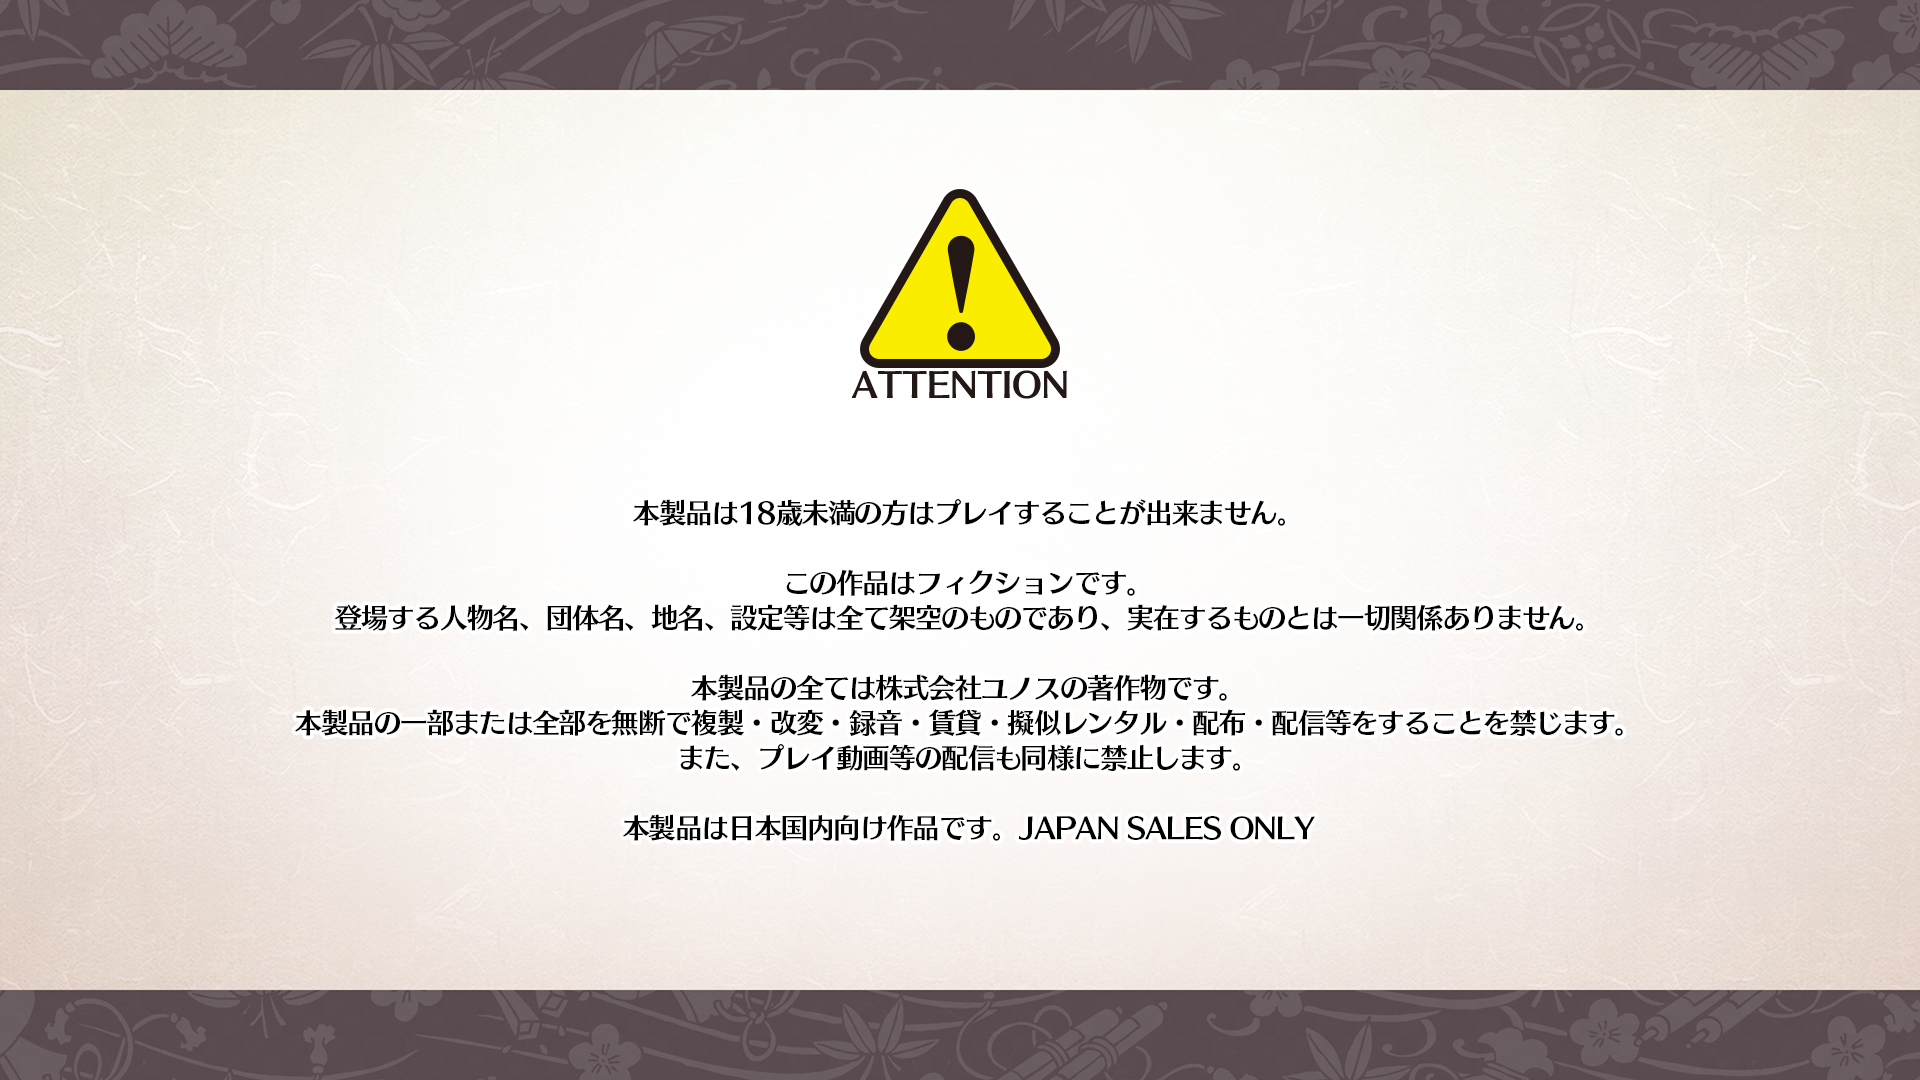 ATTENTION
本製品は18歳未満の方はプレイすることが出来ません。
この作品はフィクションです。
登場する人物名、団体名、地名、設定等は全て架空のものであり、実在するものとは一切関係ありません。
本製品の全ては株式会社ユノスの著作物です。
本製品の一部または全部を無断で複製・改変・録音・賃貸・擬似レンタル・配布・配信等をすることを禁じます。
また、プレイ動画等の配信も同様に禁止します。
本製品は日本国内向け作品です。JAPAN SALES ONLY